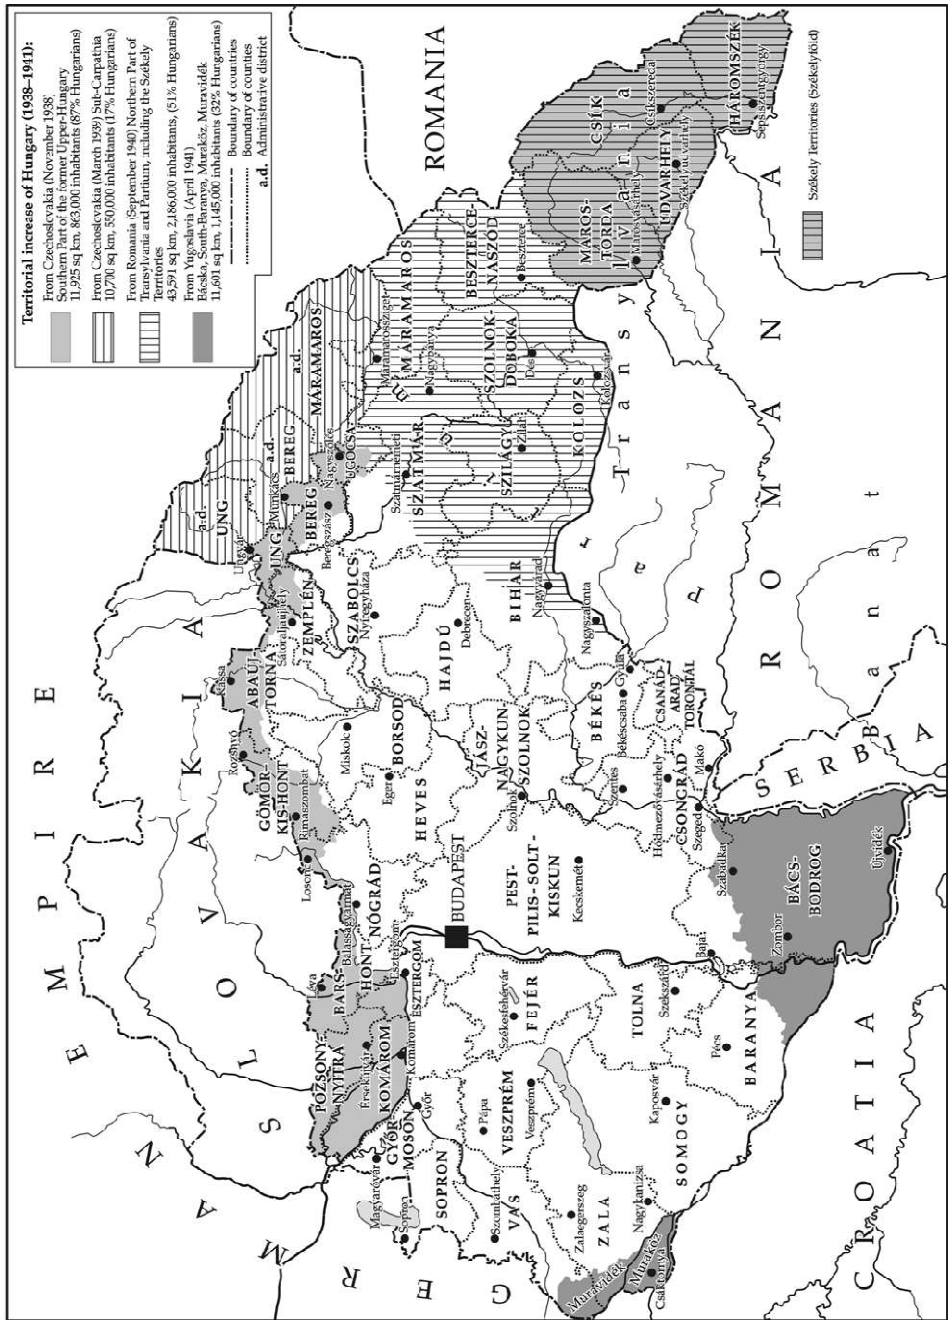 Territorial increase of Hungary (1938–1941):
From Czechoslovakia (November 1938)
Southern Part of the former Upper-Hungary
11,925 sq km, 863,000 inhabitants (87% Hungarians)
From Czechoslovakia (March 1939) Sub-Carpathia
10,700 sq km, 550,000 inhabitants (17% Hungarians)
From Romania (September 1940) Northern Part of
Transylvania and Partium, including the Székely
Territories
43,591 sq km, 2,186,000 inhabitants, (51% Hungarians)
From Yugoslavia (April 1941)
Bácska, South-Baranya, Muraköz, Muravidék
11,601 sq km, 1,145,000 inhabitants (32% Hungarians)
Boundary of countries
Boundary of counties
a.d. Administrative district
GERMANS EMPIRE
SLOVAKIA
ROMANIA
ROMANIA
SERBIA
CROATIA
Transylvania
Partium
Banat
a.d.
UNG
a.d.
BEREG
a.d.
MÁRAMAROS
Ungvár
UNG
Munkács
BEREG
Beregszász
Nagyszőlős
UGOCSA
Máramarossziget
MÁRAMAROS
Nagybánya
Szatmárnémeti
SZATMÁR
SZILÁGY
Zilah
SZOLNOK-
DOBOKA
Dés
BESZTERCE-
NASZÓD
Beszterce
KOLOZS
Kolozsvár
MAROS-
TORDA
Marosvásárhely
CSÍK
Csíkszereda
UDVARHELY
Székelyudvarhely
HÁROMSZÉK
Sepsiszentgyörgy
Székely Territories (Székelyföld)
BIHAR
Nagyvárad
Nagyszalonta
Kassa
ABAÚJ-
TORNA
Sátoraljaújhely
ZEMPLÉN
SZABOLCS
Nyíregyháza
HAJDÚ
Debrecen
Rozsnyó
GÖMÖR-
KIS-HONT
Rimaszombat
Miskolc
BORSOD
Eger
HEVES
JÁSZ-
NAGYKUN-
SZOLNOK
Szolnok
BÉKÉS
Békéscsaba
Gyula
CSANÁD-
ARAD-
TORONTÁL
Szentes
Hódmezővásárhely
CSONGRÁD
Makó
Szeged
Losonc
NÓGRÁD
Balassagyarmat
BUDAPEST
PEST-
PILIS-SOLT-
KISKUN
Kecskemét
Szabadka
BÁCS-
BODROG
Zombor
Újvidék
Baja
Léva
BARS-
HONT
Esztergom
ESZTERGOM
POZSONY-
NYITRA
Érsekújvár
KOMÁROM
Komárom
Székesfehérvár
FEJÉR
TOLNA
Szekszárd
Pécs
BARANYA
Győr
GYŐR-
MOSON
Magyaróvár
Sopron
SOPRON
Pápa
VESZPRÉM
Veszprém
Kaposvár
SOMOGY
Szombathely
VAS
Zalaegerszeg
ZALA
Nagykanizsa
Muravidék
Muraköz
Csáktornya